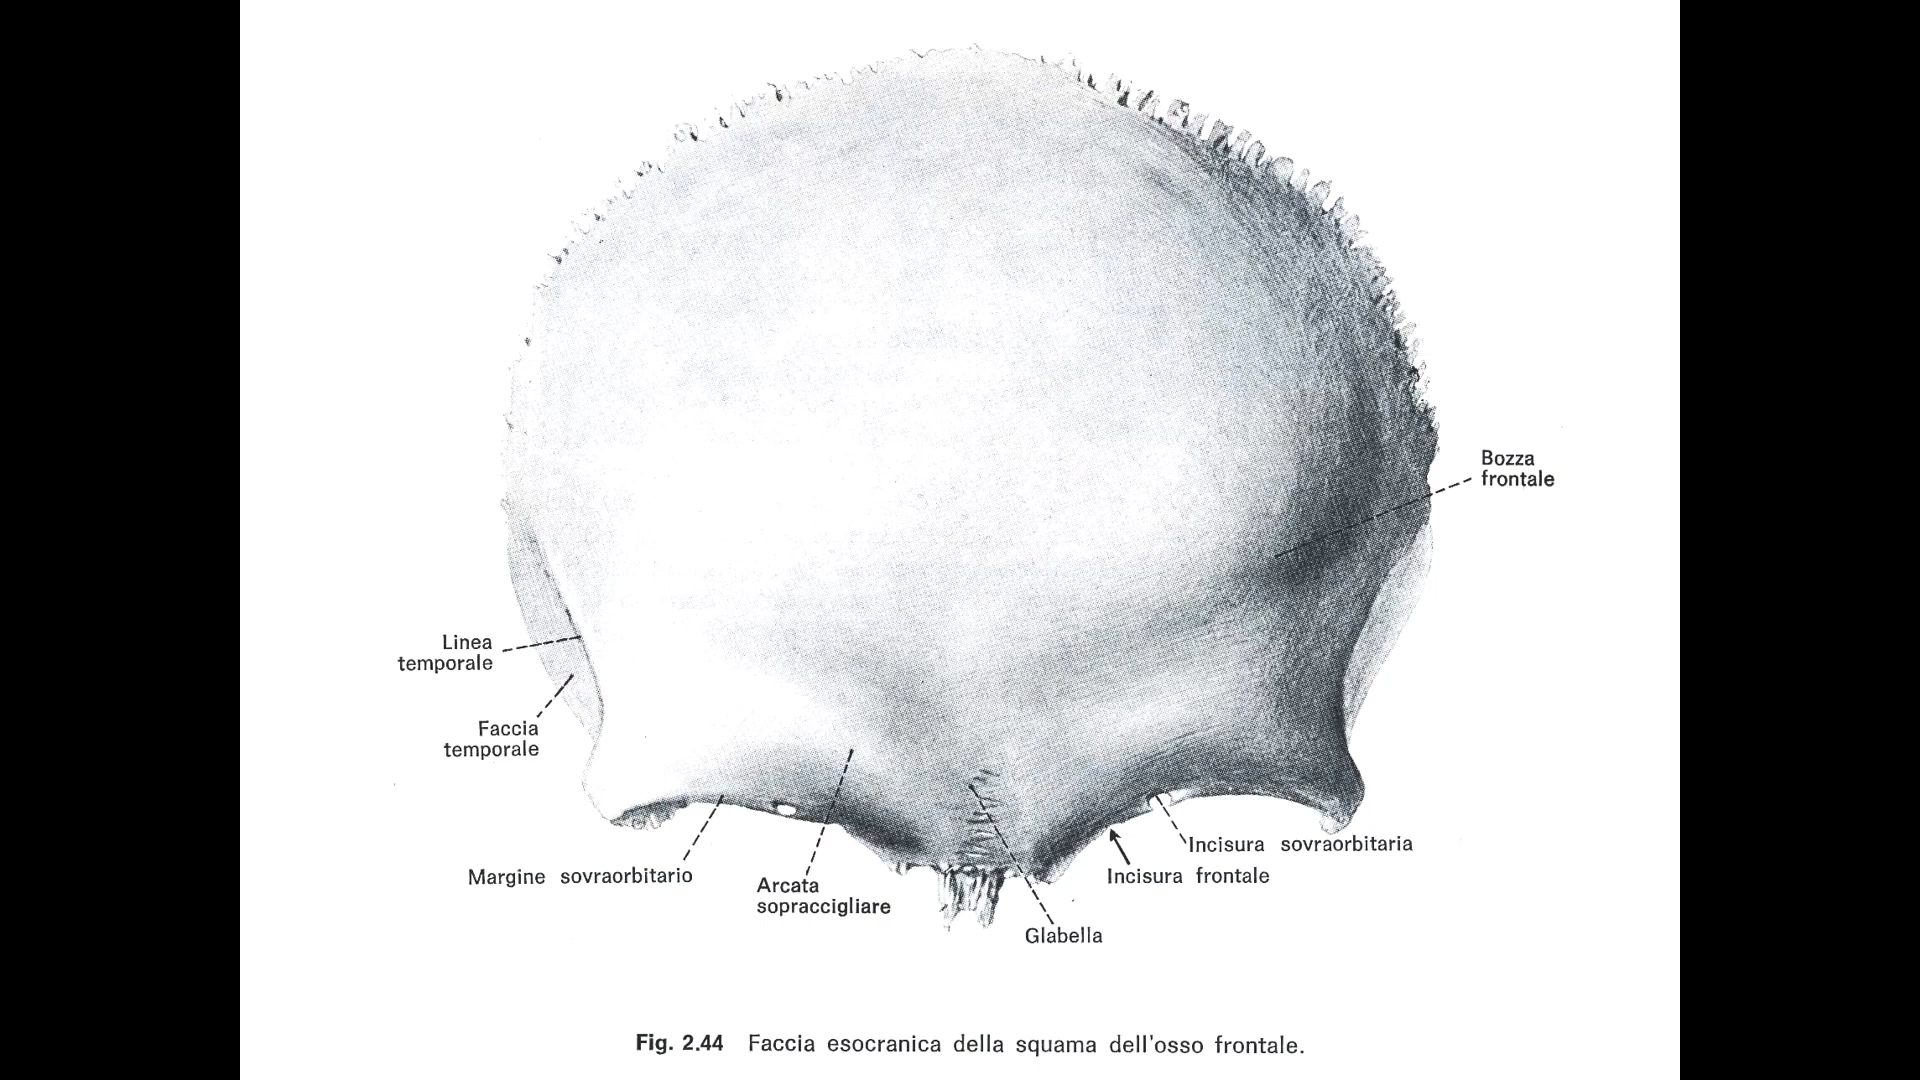 Bozza
frontale
Linea
temporale
Faccia
temporale
Incisura sovraorbitaria
Margine sovraorbitario
Incisura frontale
Arcata
sopraccigliare
Glabella
Fig. 2.44 Faccia esocranica della squama dell'osso frontale.